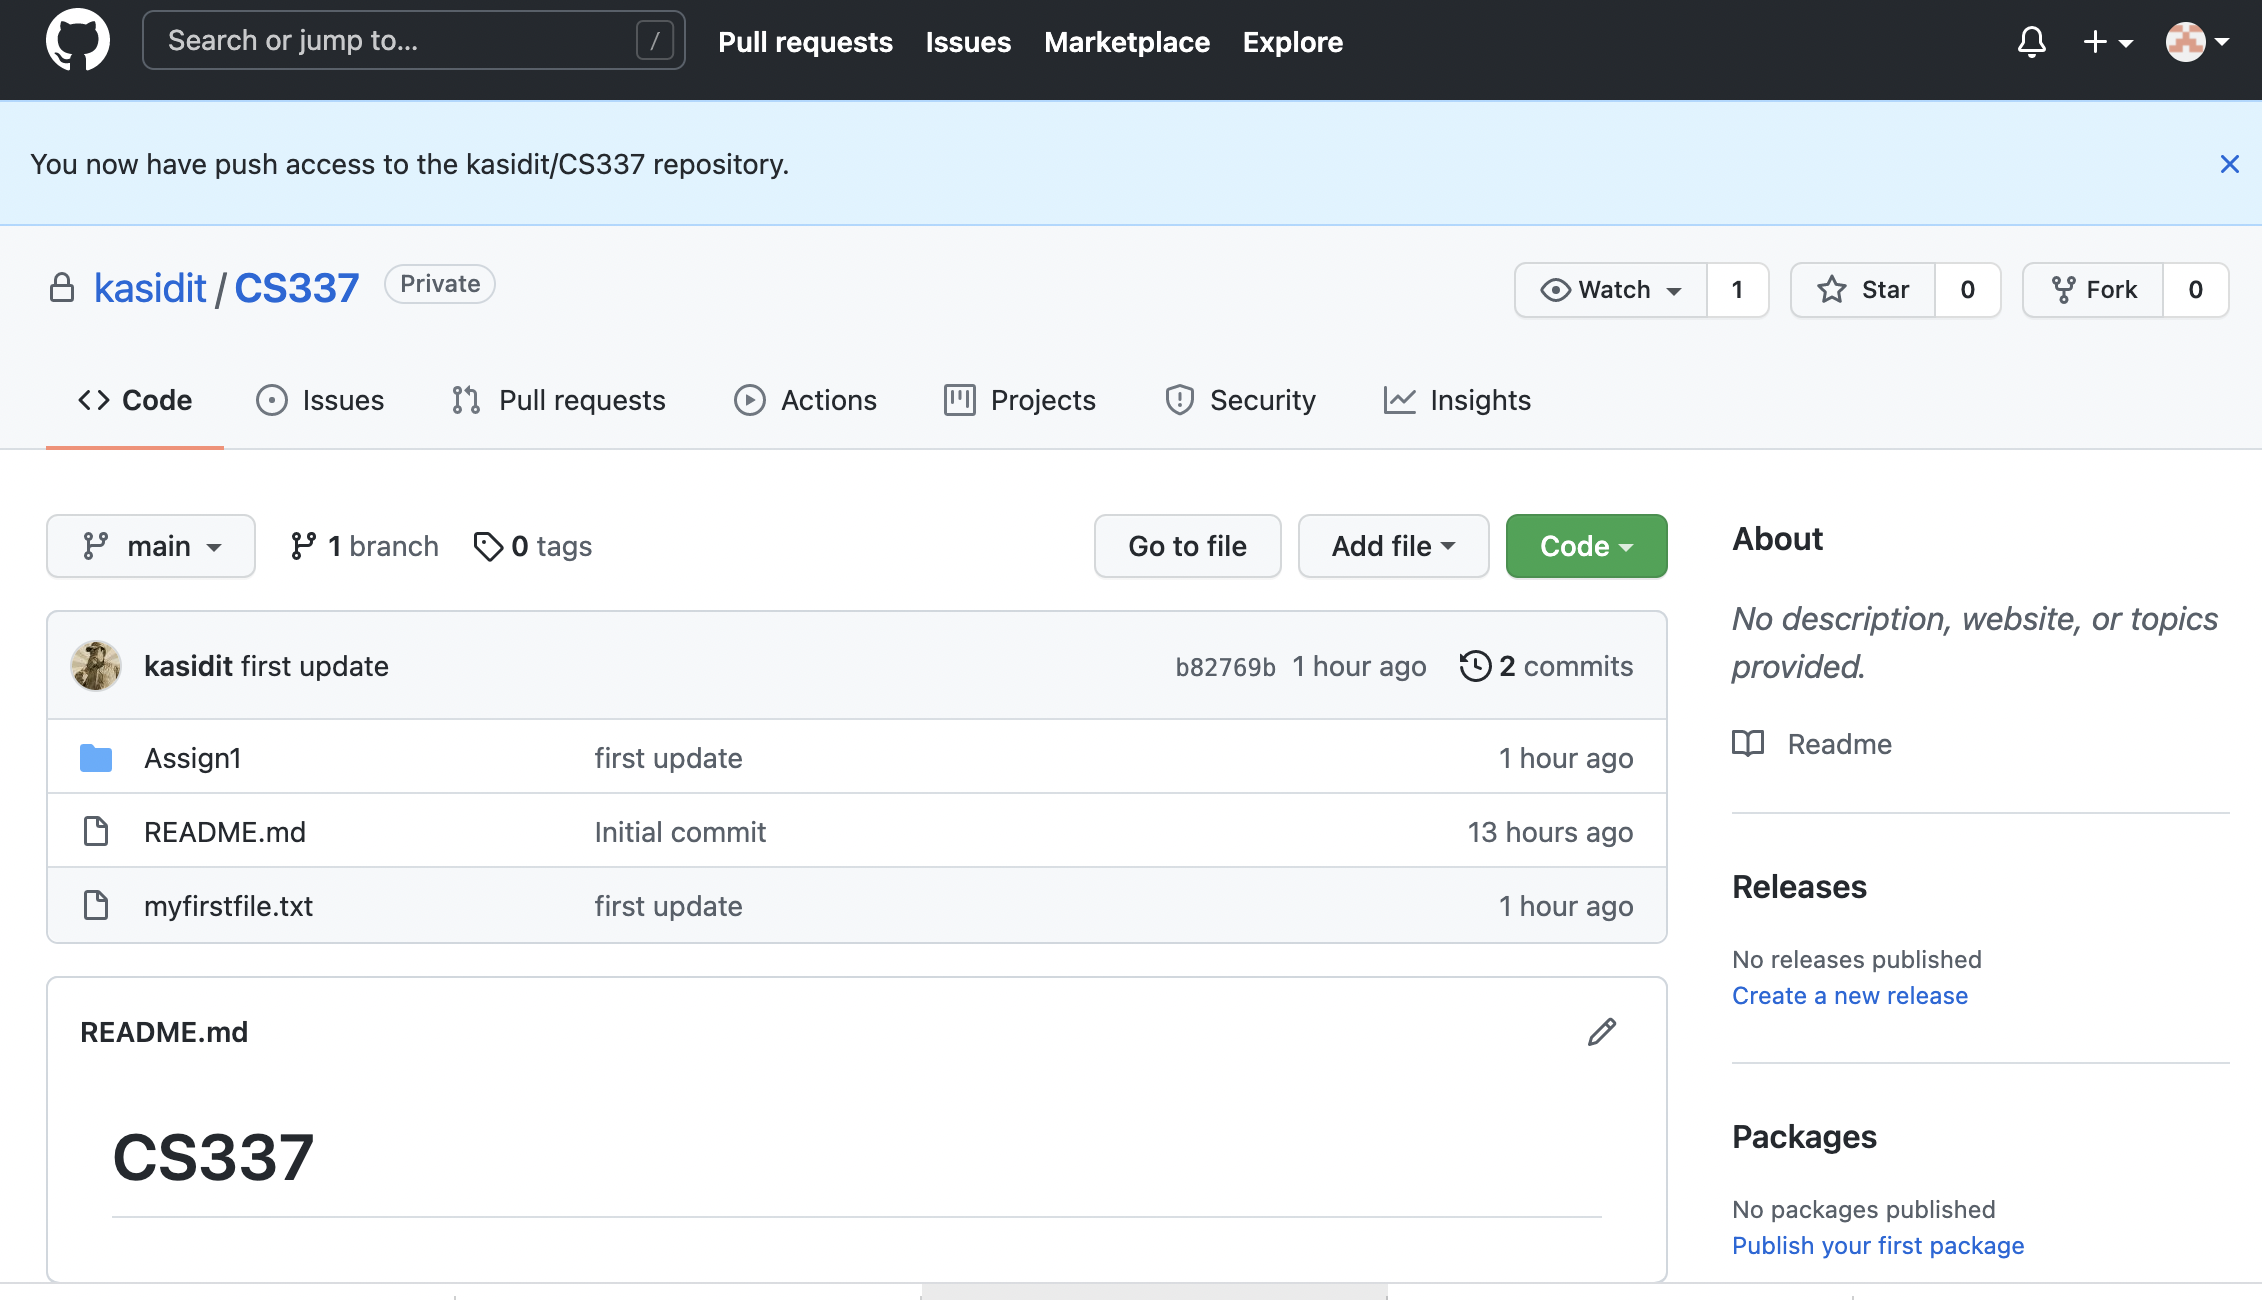 Search or jump to... / Pull requests Issues Marketplace Explore
You now have push access to the kasidit/CS337 repository.
kasidit / CS337 Private Watch 1 Star 0 Fork 0
Code Issues Pull requests Actions Projects Security Insights
main 1 branch 0 tags Go to file Add file Code
kasidit first update b82769b 1 hour ago 2 commits
Assign1 first update 1 hour ago
README.md Initial commit 13 hours ago
myfirstfile.txt first update 1 hour ago
README.md
CS337
About
No description, website, or topics
provided.
Readme
Releases
No releases published
Create a new release
Packages
No packages published
Publish your first package